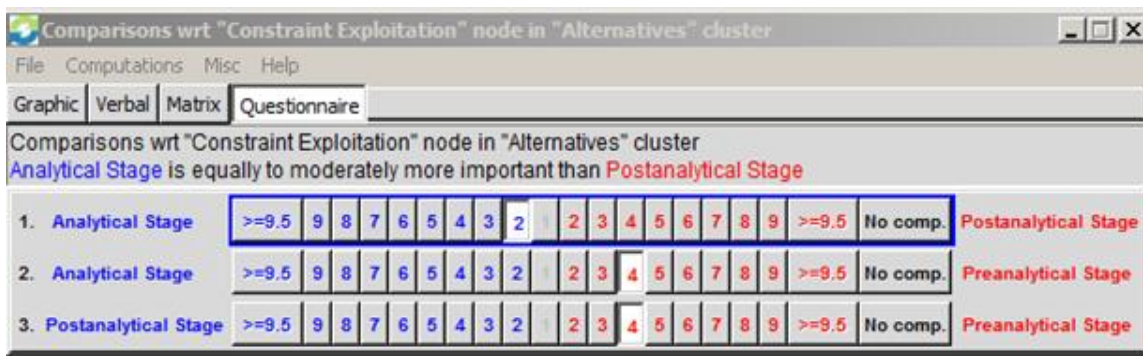 Comparisons wrt "Constraint Exploitation" node in "Alternatives" cluster
File Computations Misc Help
Graphic Verbal Matrix Questionnaire
Comparisons wrt "Constraint Exploitation" node in "Alternatives" cluster
Analytical Stage is equally to moderately more important than Postanalytical Stage
1. Analytical Stage >=9.5 9 8 7 6 5 4 3 2 1 2 3 4 5 6 7 8 9 >=9.5 No comp. Postanalytical Stage
2. Analytical Stage >=9.5 9 8 7 6 5 4 3 2 1 2 3 4 5 6 7 8 9 >=9.5 No comp. Preanalytical Stage
3. Postanalytical Stage >=9.5 9 8 7 6 5 4 3 2 1 2 3 4 5 6 7 8 9 >=9.5 No comp. Preanalytical Stage